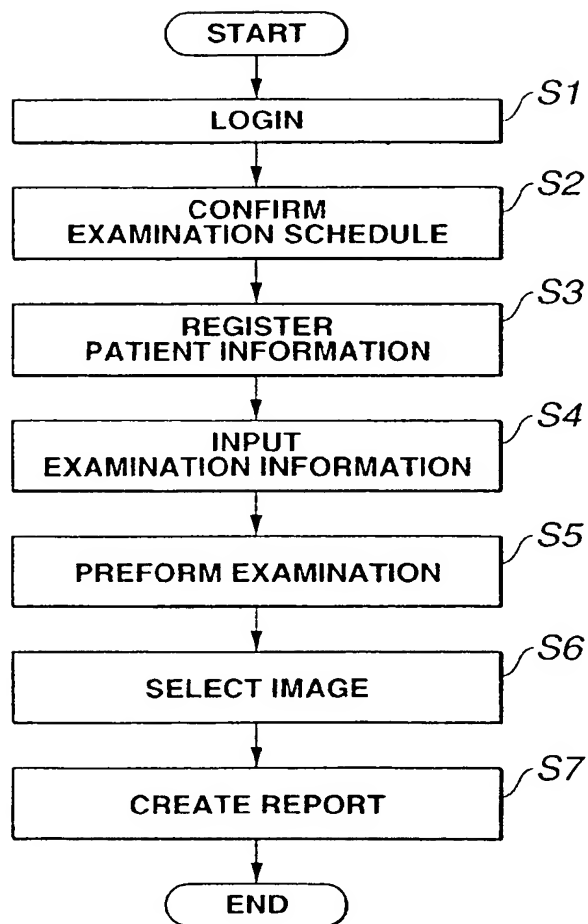 START
S1
LOGIN
S2
CONFIRM
EXAMINATION SCHEDULE
S3
REGISTER
PATIENT INFORMATION
S4
INPUT
EXAMINATION INFORMATION
S5
PREFORM EXAMINATION
S6
SELECT IMAGE
S7
CREATE REPORT
END